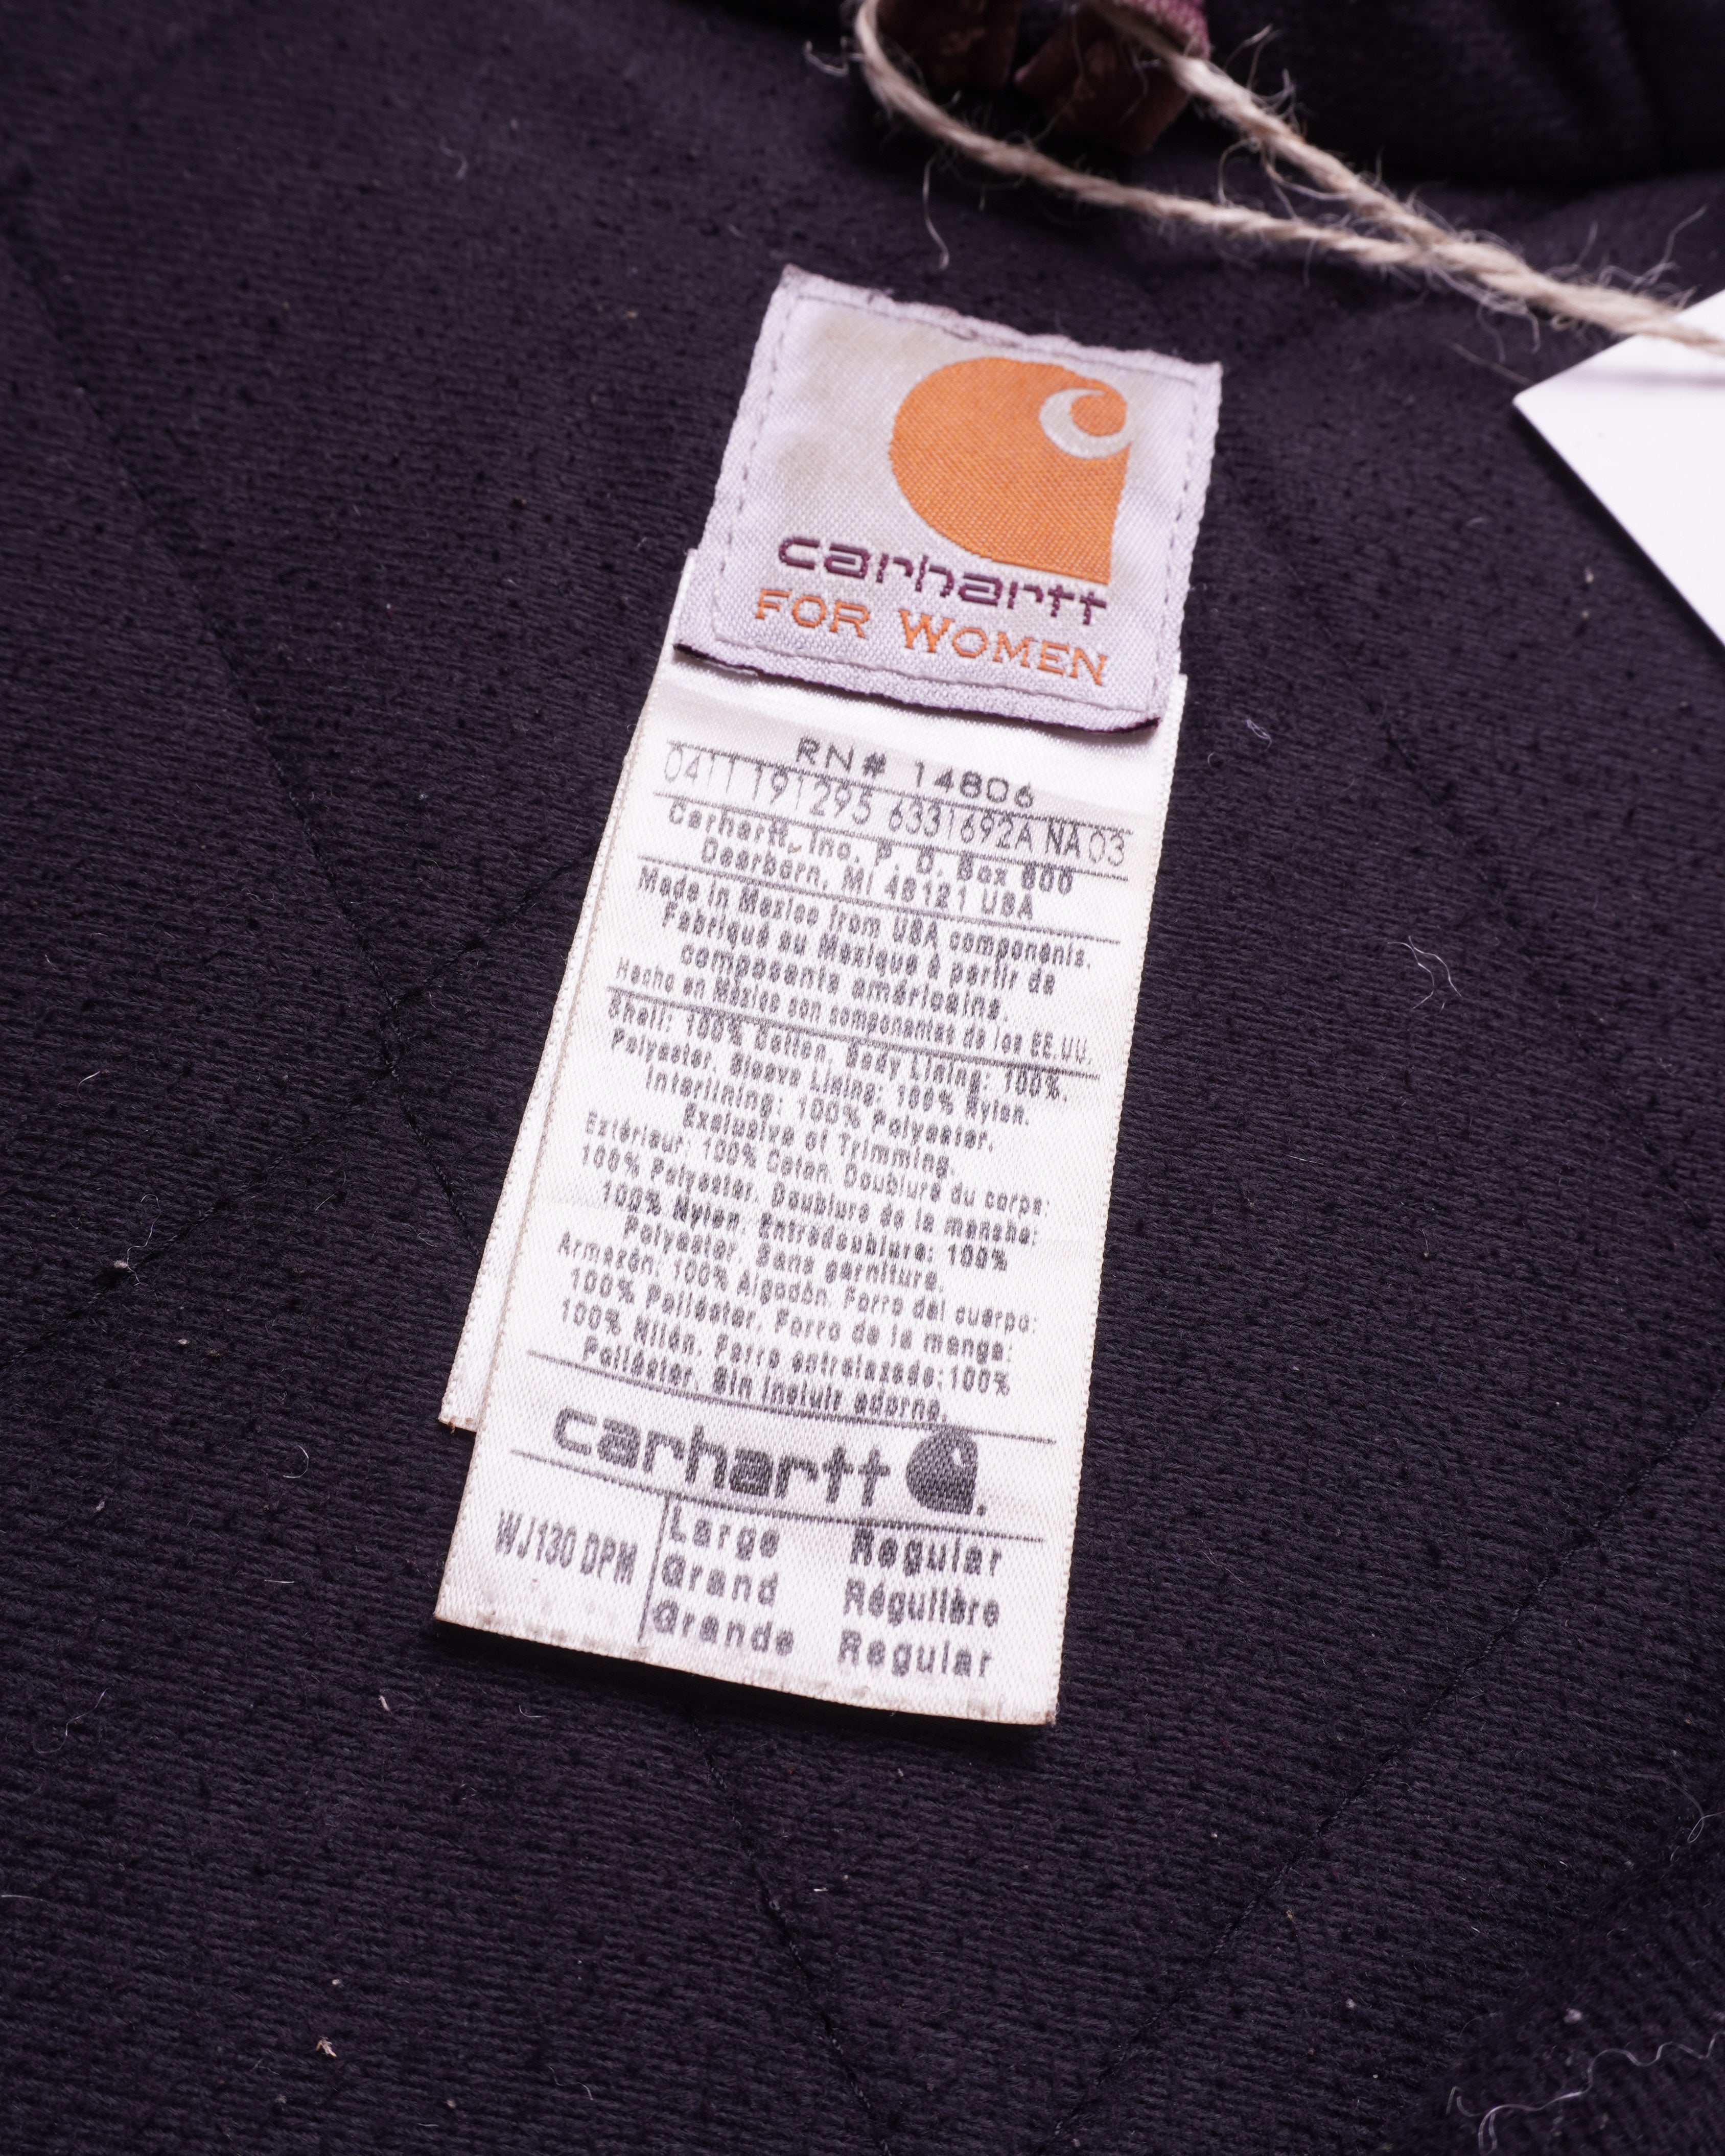 carhartt
FOR WOMEN
RN# 14806
0411 191295 6331692A NA 03
Carhartt, Inc. P. O. Box 600
Dearborn, MI 48121 USA
Made in Mexico from USA components.
Fabriqué au Mexique à partir de
composants américains.
Hecho en México con componentes de los EE.UU.
Shell: 100% Cotton. Body Lining: 100%.
Polyester. Sleeve Lining: 100% Nylon.
Interlining: 100% Polyester.
Exclusive of Trimming.
Extérieur: 100% Coton. Doublure du corps:
100% Polyester. Doublure de la manche:
100% Nylon. Entredoublure: 100%
Polyester. Sans garniture.
Armazón: 100% Algodón. Forro del cuerpo:
100% Poliéster. Forro de la manga:
100% Nilón. Forro entrelazado: 100%
Poliéster. Sin incluir adorno.
carhartt
WJ130 DPM
Large Regular
Grand Régulière
Grande Regular